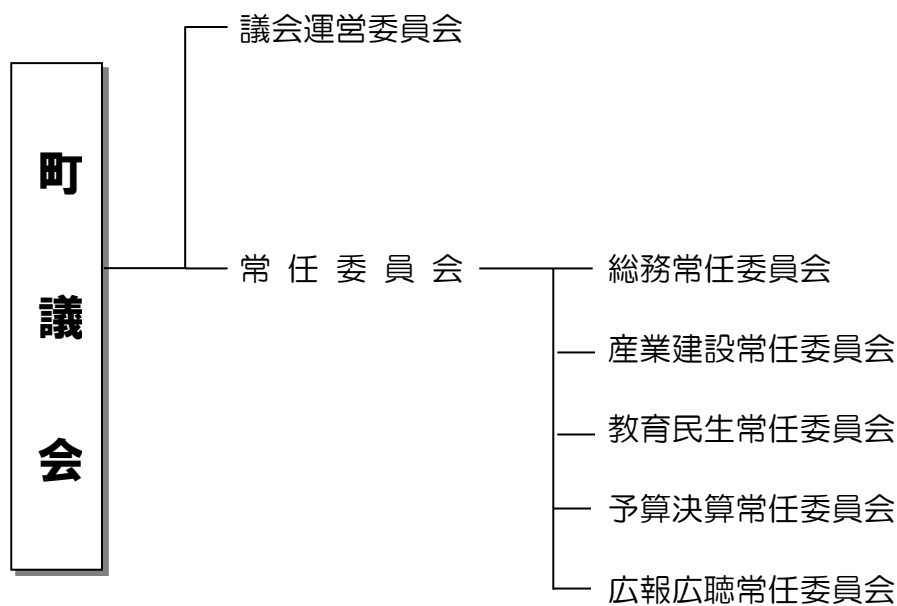 町議会
議会運営委員会
常任委員会
総務常任委員会
産業建設常任委員会
教育民生常任委員会
予算決算常任委員会
広報広聴常任委員会